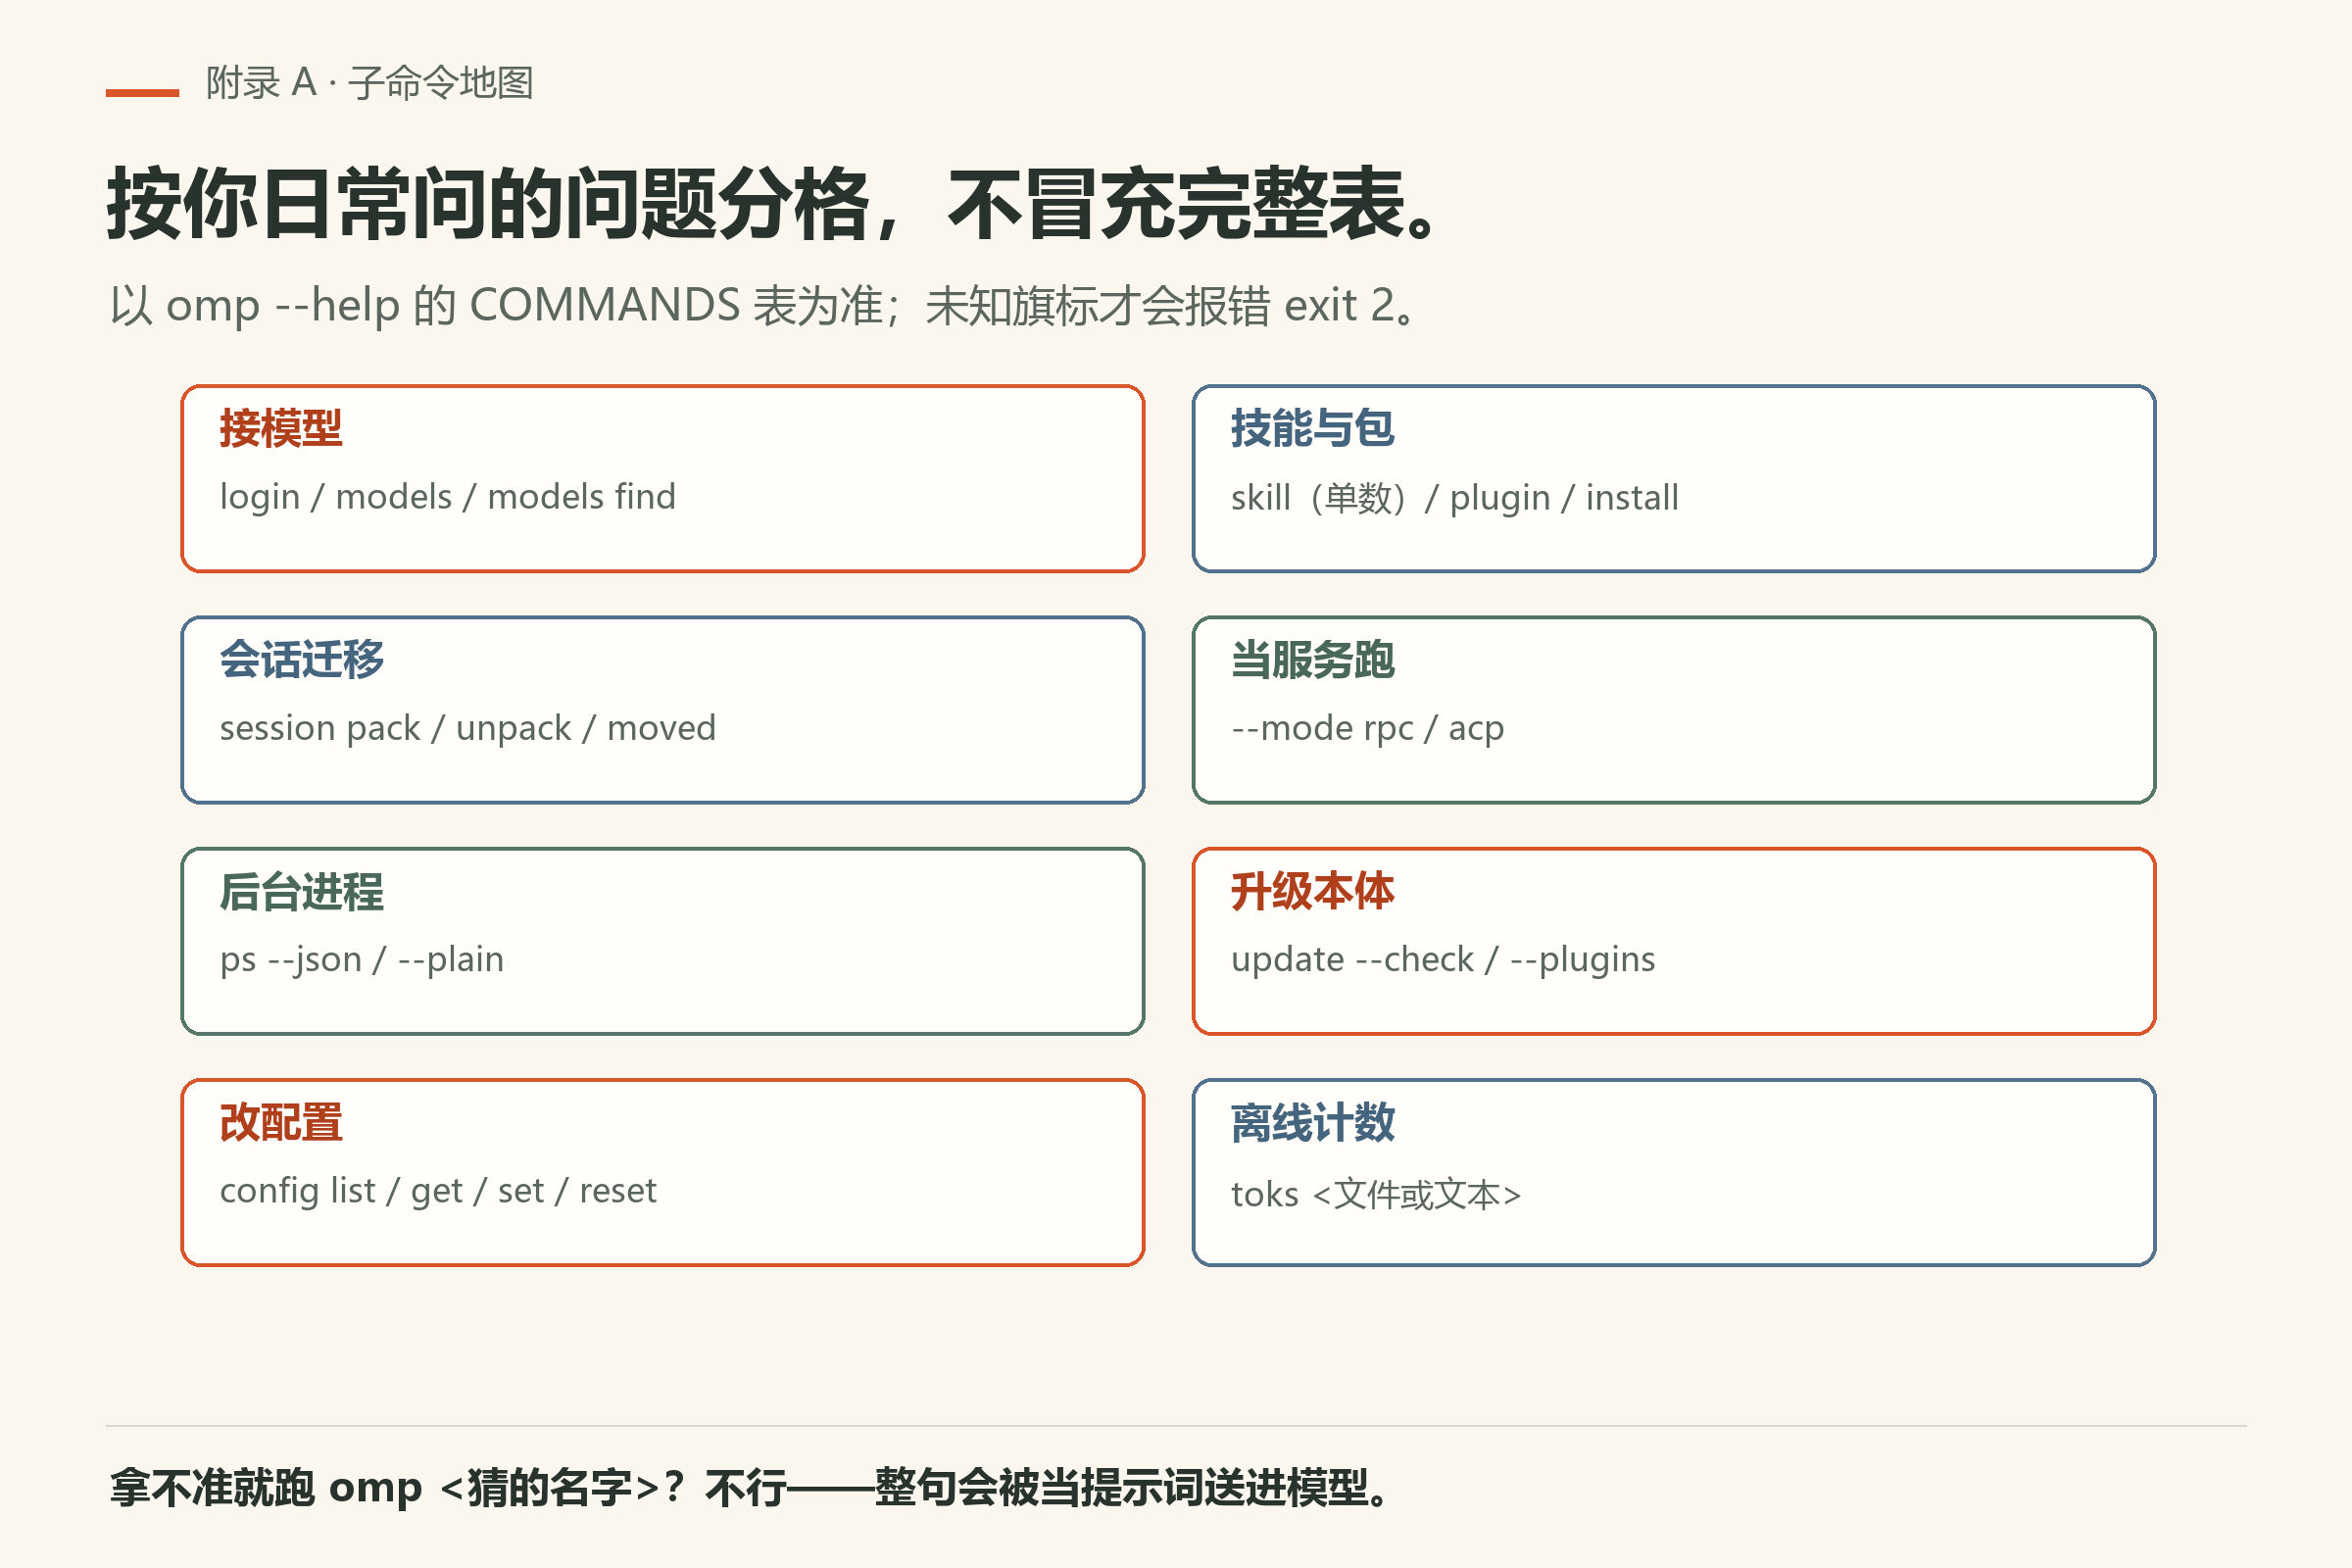 附录 A · 子命令地图
按你日常问的问题分格，不冒充完整表。
以 omp --help 的 COMMANDS 表为准；未知旗标才会报错 exit 2。
接模型
login / models / models find
技能与包
skill（单数）/ plugin / install
会话迁移
session pack / unpack / moved
当服务跑
--mode rpc / acp
后台进程
ps --json / --plain
升级本体
update --check / --plugins
改配置
config list / get / set / reset
离线计数
toks <文件或文本>
拿不准就跑 omp <猜的名字>？不行——整句会被当提示词送进模型。